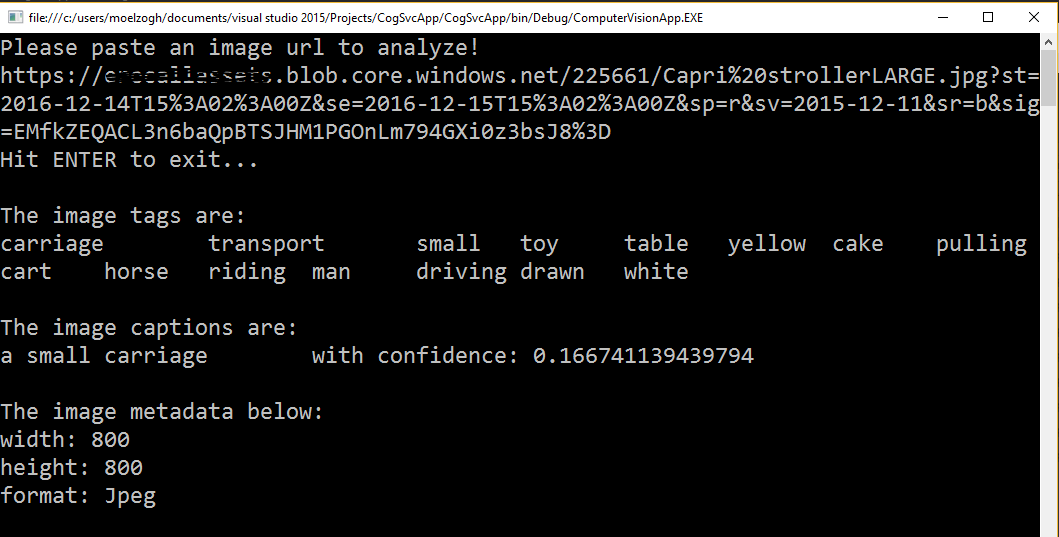 file:///c:/users/moelzogh/documents/visual studio 2015/Projects/CogSvcApp/CogSvcApp/bin/Debug/ComputerVisionApp.EXE
Please paste an image url to analyze!
https://.blob.core.windows.net/225661/Capri%20strollerLARGE.jpg?st=
2016-12-14T15%3A02%3A00Z&se=2016-12-15T15%3A02%3A00Z&sp=r&sv=2015-12-11&sr=b&sig
=EMfkZEQACL3n6baQpBTSJHM1PGOnLm794GXi0z3bsJ8%3D
Hit ENTER to exit...
The image tags are:
carriage transport small toy table yellow cake pulling
cart horse riding man driving drawn white
The image captions are:
a small carriage with confidence: 0.166741139439794
The image metadata below:
width: 800
height: 800
format: Jpeg